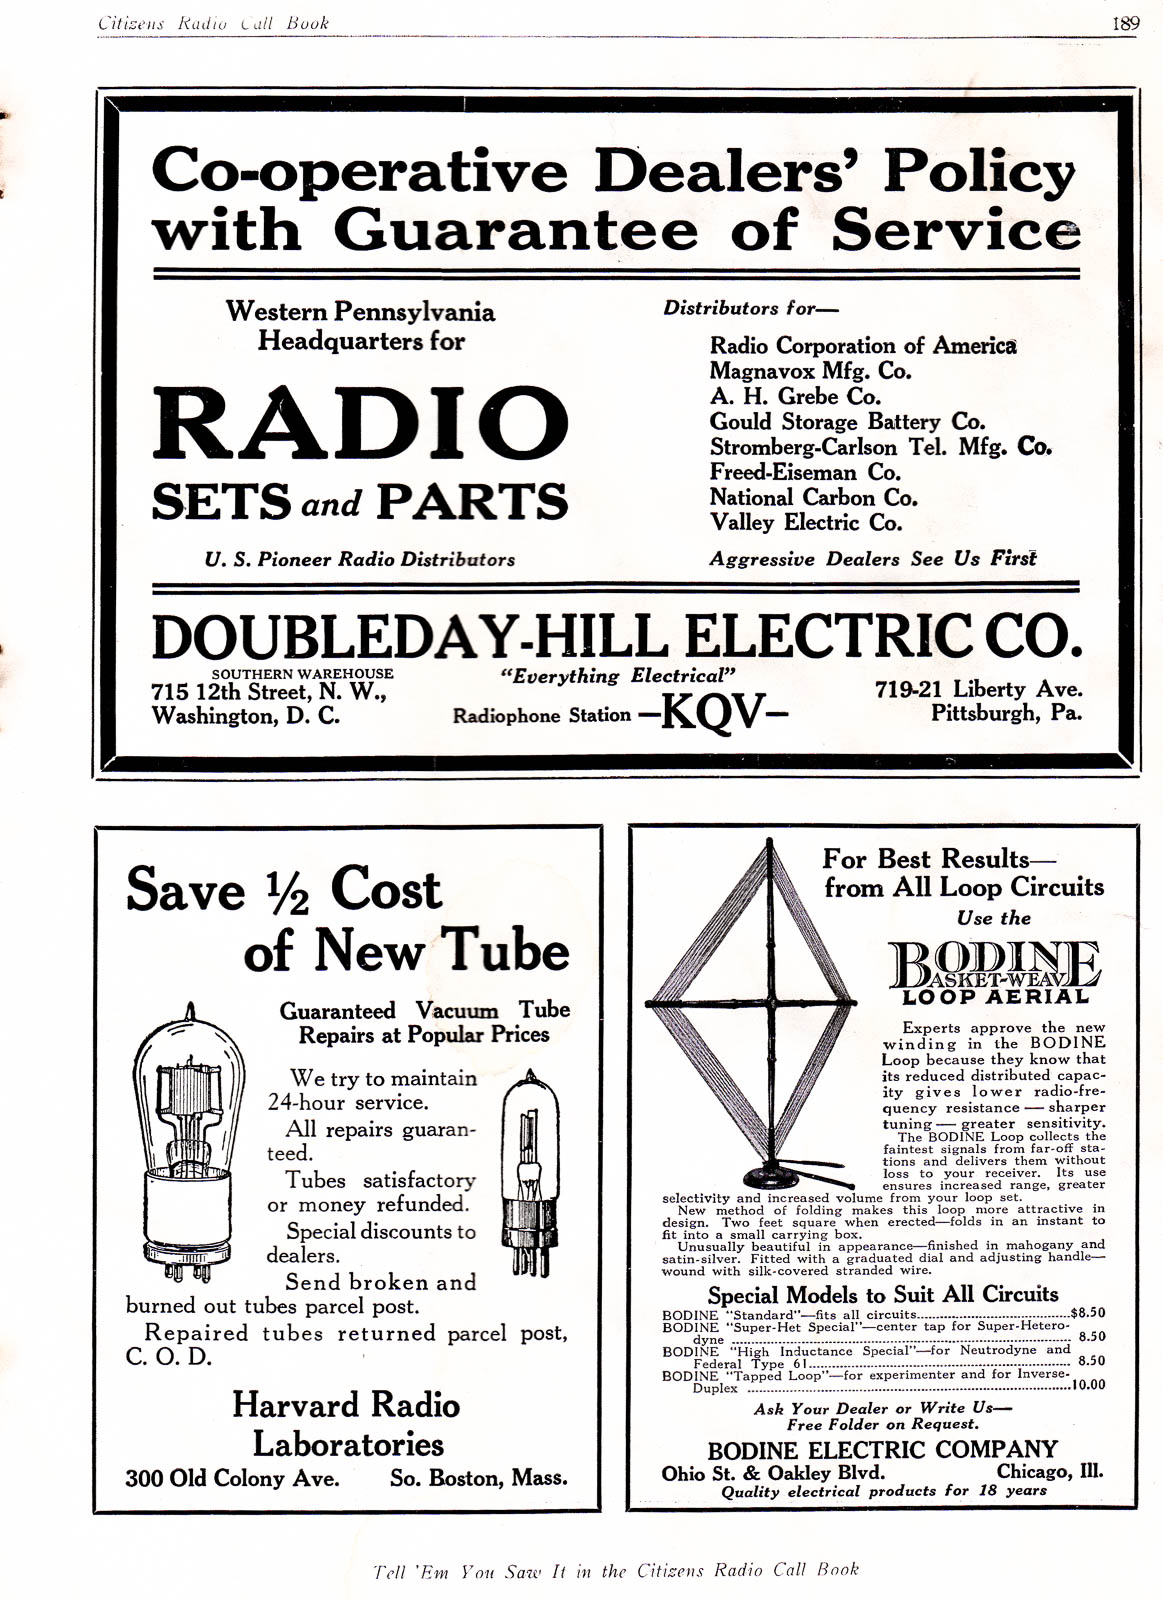 Citizens Radio Call Book
189
Co-operative Dealers' Policy
with Guarantee of Service
Western Pennsylvania
Headquarters for
RADIO
SETS and PARTS
U. S. Pioneer Radio Distributors
Distributors for—
Radio Corporation of America
Magnavox Mfg. Co.
A. H. Grebe Co.
Gould Storage Battery Co.
Stromberg-Carlson Tel. Mfg. Co.
Freed-Eiseman Co.
National Carbon Co.
Valley Electric Co.
Aggressive Dealers See Us First
DOUBLEDAY-HILL ELECTRIC CO.
SOUTHERN WAREHOUSE
715 12th Street, N. W.,
Washington, D. C.
"Everything Electrical"
Radiophone Station —KQV—
719-21 Liberty Ave.
Pittsburgh, Pa.
Save ½ Cost
of New Tube
Guaranteed Vacuum Tube
Repairs at Popular Prices
We try to maintain
24-hour service.
All repairs guaran-
teed.
Tubes satisfactory
or money refunded.
Special discounts to
dealers.
Send broken and
burned out tubes parcel post.
Repaired tubes returned parcel post,
C. O. D.
Harvard Radio
Laboratories
300 Old Colony Ave. So. Boston, Mass.
For Best Results—
from All Loop Circuits
Use the
BODINE
BASKET-WEAVE
LOOP AERIAL
Experts approve the new
winding in the BODINE
Loop because they know that
its reduced distributed capac-
ity gives lower radio-fre-
quency resistance — sharper
tuning — greater sensitivity.
The BODINE Loop collects the
faintest signals from far-off sta-
tions and delivers them without
loss to your receiver. Its use
ensures increased range, greater
selectivity and increased volume from your loop set.
New method of folding makes this loop more attractive in
design. Two feet square when erected—folds in an instant to
fit into a small carrying box.
Unusually beautiful in appearance—finished in mahogany and
satin-silver. Fitted with a graduated dial and adjusting handle—
wound with silk-covered stranded wire.
Special Models to Suit All Circuits
BODINE "Standard"—fits all circuits....................$8.50
BODINE "Super-Het Special"—center tap for Super-Hetero-
dyne .................... 8.50
BODINE "High Inductance Special"—for Neutrodyne and
Federal Type 61.................... 8.50
BODINE "Tapped Loop"—for experimenter and for Inverse-
Duplex ....................10.00
Ask Your Dealer or Write Us—
Free Folder on Request.
BODINE ELECTRIC COMPANY
Ohio St. & Oakley Blvd. Chicago, Ill.
Quality electrical products for 18 years
Tell 'Em You Saw It in the Citizens Radio Call Book